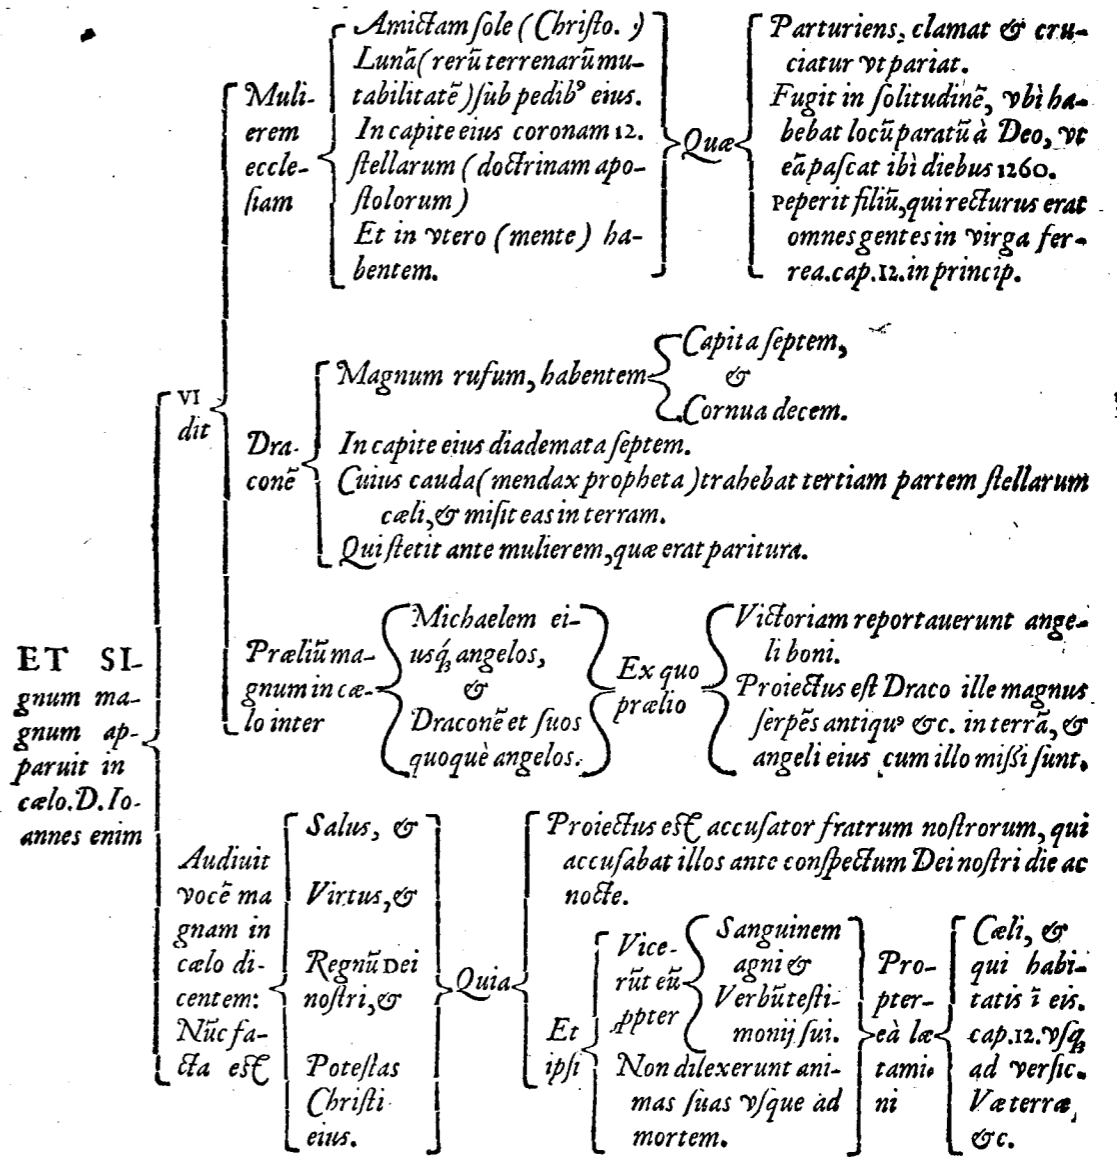 ET SI-
gnum ma-
gnum ap-
paruit in
cælo. D. Io-
annes enim
VI
dit
Muli-
erem
eccle-
ſiam
Amictam ſole (Chriſto.)
Lunã (rerũ terrenarũ mu-
tabilitatẽ) ſub pedibꝰ eius.
In capite eius coronam 12.
ſtellarum (doctrinam apo-
ſtolorum)
Et in vtero (mente) ha-
bentem.
Quæ
Parturiens, clamat & cru-
ciatur vt pariat.
Fugit in ſolitudinẽ, vbì ha-
bebat locũ paratũ à Deo, vt
eã paſcat ibì diebus 1260.
Peperit filiũ, qui recturus erat
omnes gentes in virga fer-
rea. cap. 12. in princip.
Dra-
conẽ
Magnum rufum, habentem
Capita ſeptem,
&
Cornua decem.
In capite eius diademata ſeptem.
Cuius cauda (mendax propheta) trahebat tertiam partem ſtellarum
cæli, & miſit eas in terram.
Qui ſtetit ante mulierem, quæ erat paritura.
Præliũ ma-
gnum in cæ-
lo inter
Michaelem ei-
usq́ꝫ angelos,
&
Draconẽ et ſuos
quoquè angelos.
Ex quo
prælio
Victoriam reportauerunt ange-
li boni.
Proiectus eſt Draco ille magnus
ſerpẽs antiquꝰ &c. in terrã, &
angeli eius cum illo miſſi ſunt.
Audiuit
vocẽ ma
gnam in
cælo di-
centem:
Nũc fa-
cta eſt
Salus, &
Virtus, &
Regnũ Dei
noſtri, &
Poteſtas
Chriſti
eius.
Quia
Proiectus eſt accuſator fratrum noſtrorum, qui
accuſabat illos ante conſpectum Dei noſtri die ac
nocte.
Et
ipſi
Vice-
rũt eũ
ꝓpter
Sanguinem
agni &
Verbũ teſti-
monij ſui.
Non dilexerunt ani-
mas ſuas vſque ad
mortem.
Pro-
pter-
eà læ-
tami-
ni
Cæli, &
qui habi-
tatis ĩ eis.
cap. 12. vſqꝫ
ad verſic.
Væ terræ,
&c.